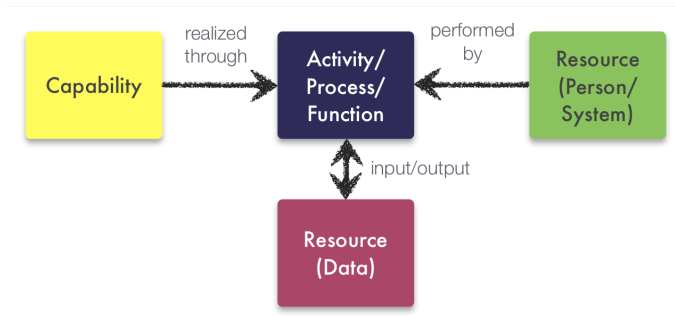 realized
through
performed
by
Capability
Activity/
Process/
Function
Resource
(Person/
System)
input/output
Resource
(Data)